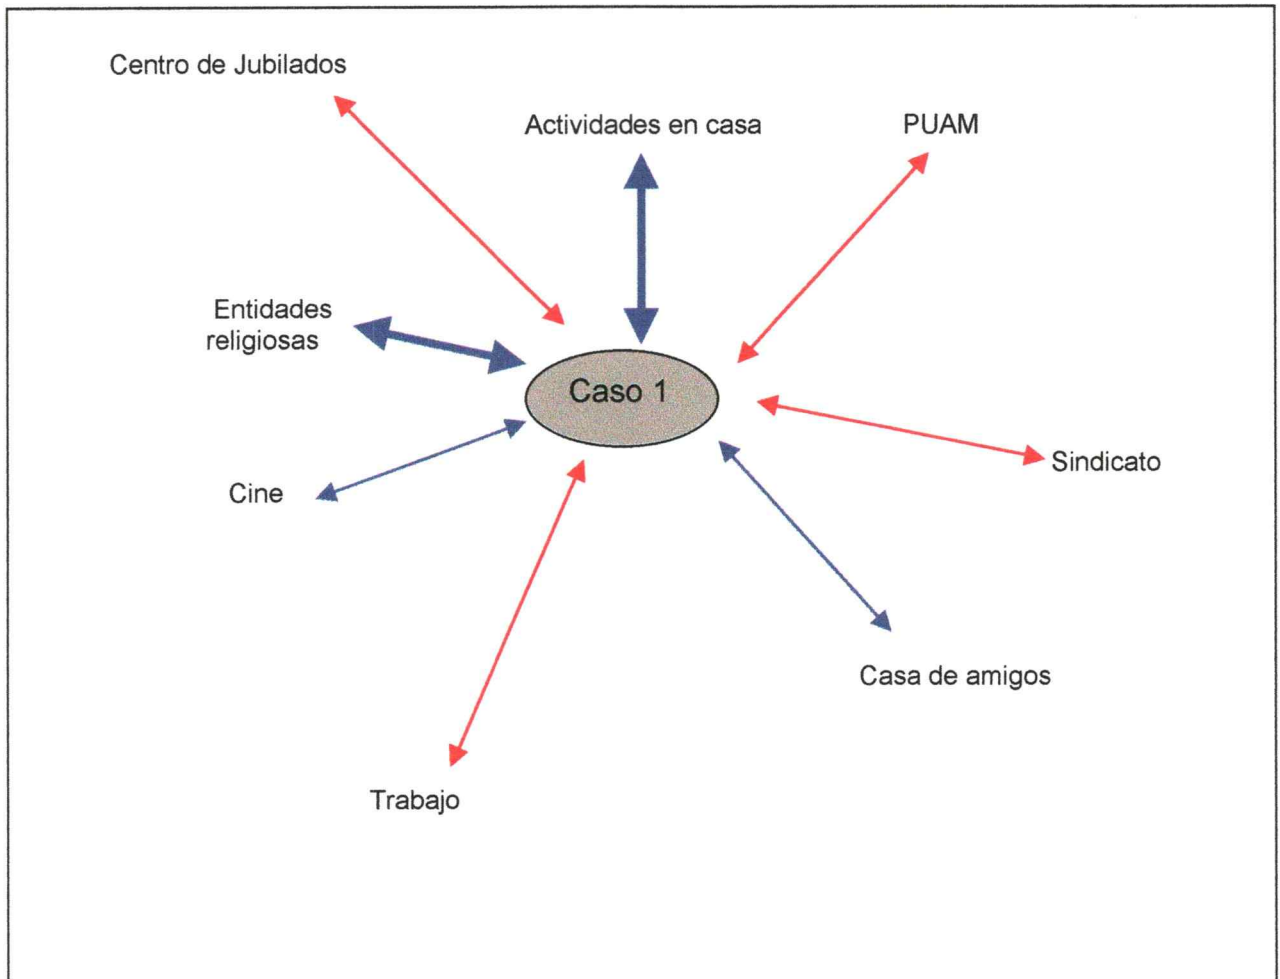 Centro de Jubilados
Actividades en casa
PUAM
Entidades
religiosas
Caso 1
Sindicato
Cine
Casa de amigos
Trabajo